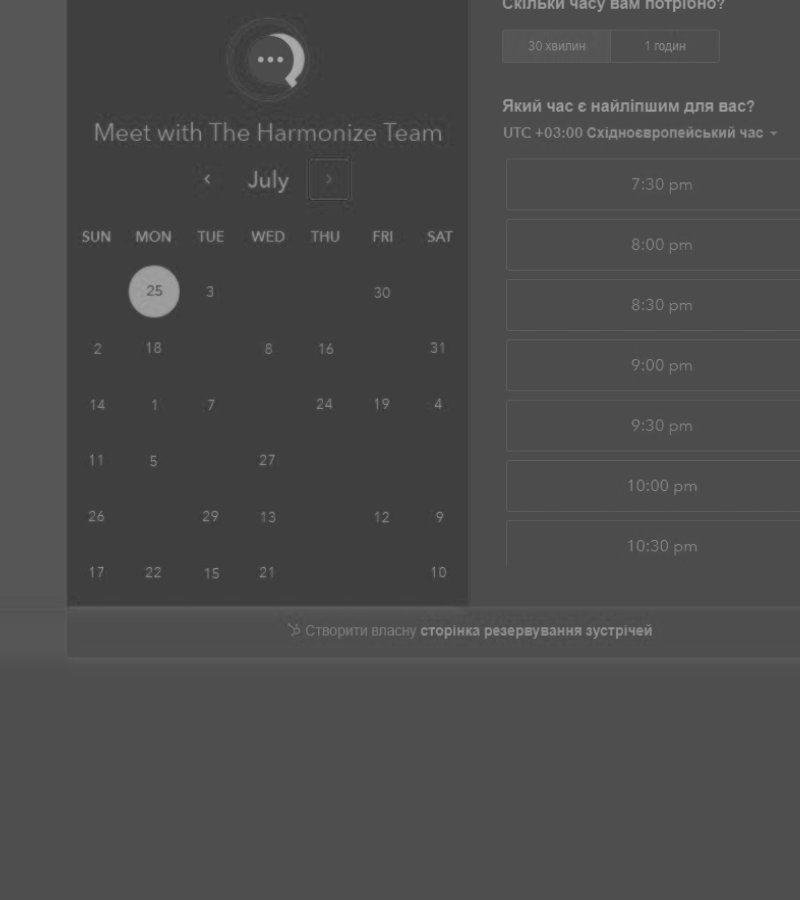 Скільки часу вам потрібно?
30 хвилин 1 годин
Meet with The Harmonize Team
July
SUN MON TUE WED THU FRI SAT
25 3 30
2 18 8 16 31
14 1 7 24 19 4
11 5 27
26 29 13 12 9
17 22 15 21 10
Який час є найліпшим для вас?
UTC +03:00 Східноєвропейський час
7:30 pm
8:00 pm
8:30 pm
9:00 pm
9:30 pm
10:00 pm
10:30 pm
Створити власну сторінка резервування зустрічей